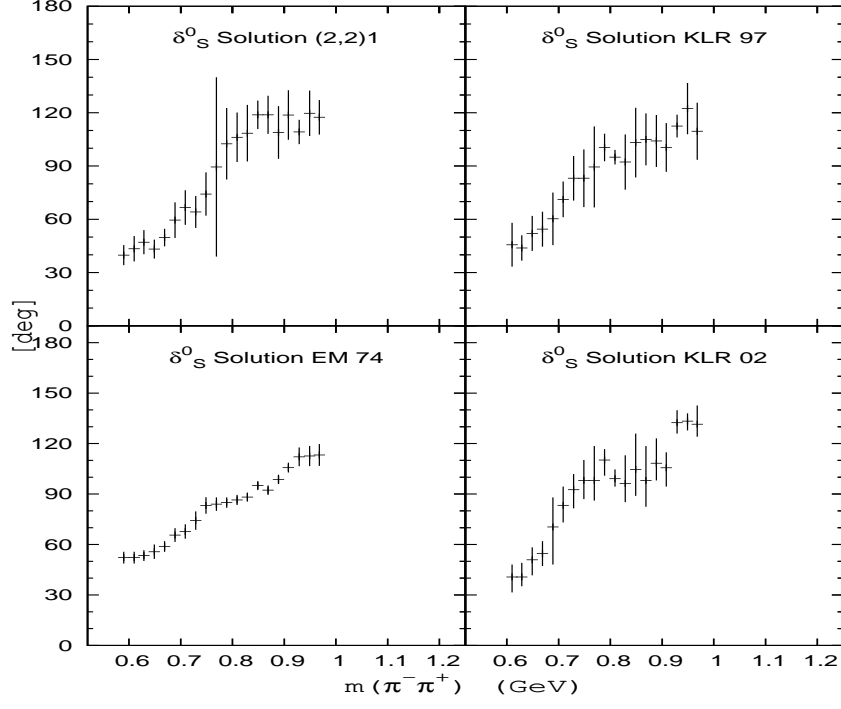 180
150
120
90
60
30
0
δ⁰S Solution (2,2)1
δ⁰S Solution KLR 97
[deg]
180
150
120
90
60
30
0
δ⁰S Solution EM 74
δ⁰S Solution KLR 02
0.6 0.7 0.8 0.9 1 1.1 1.2 0.6 0.7 0.8 0.9 1 1.1 1.2
m (π⁻π⁺) (GeV)